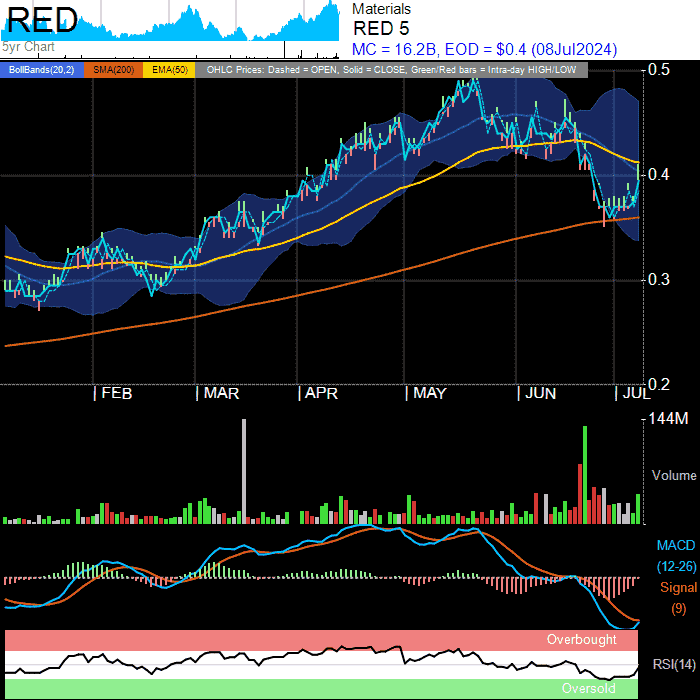 RED
5yr Chart
Materials
RED 5
MC = 16.2B, EOD = $0.4 (08Jul2024)
BollBands(20,2) SMA(200) EMA(50) OHLC Prices: Dashed = OPEN, Solid = CLOSE, Green/Red bars = Intra-day HIGH/LOW
0.5
0.4
0.3
0.2
| FEB | MAR | APR | MAY | JUN | JUL
144M
Volume
MACD
(12-26)
Signal
(9)
Overbought
RSI(14)
Oversold